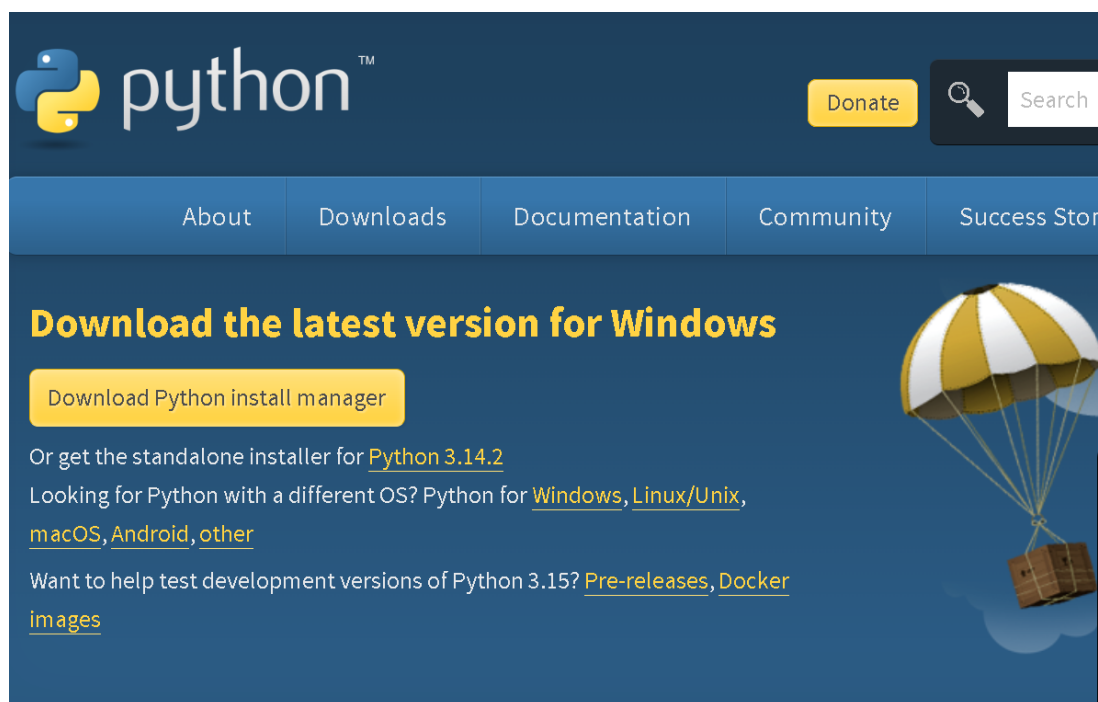 python™
Donate
Search
About
Downloads
Documentation
Community
Success Stor
Download the latest version for Windows
Download Python install manager
Or get the standalone installer for Python 3.14.2
Looking for Python with a different OS? Python for Windows, Linux/Unix,
macOS, Android, other
Want to help test development versions of Python 3.15? Pre-releases, Docker
images